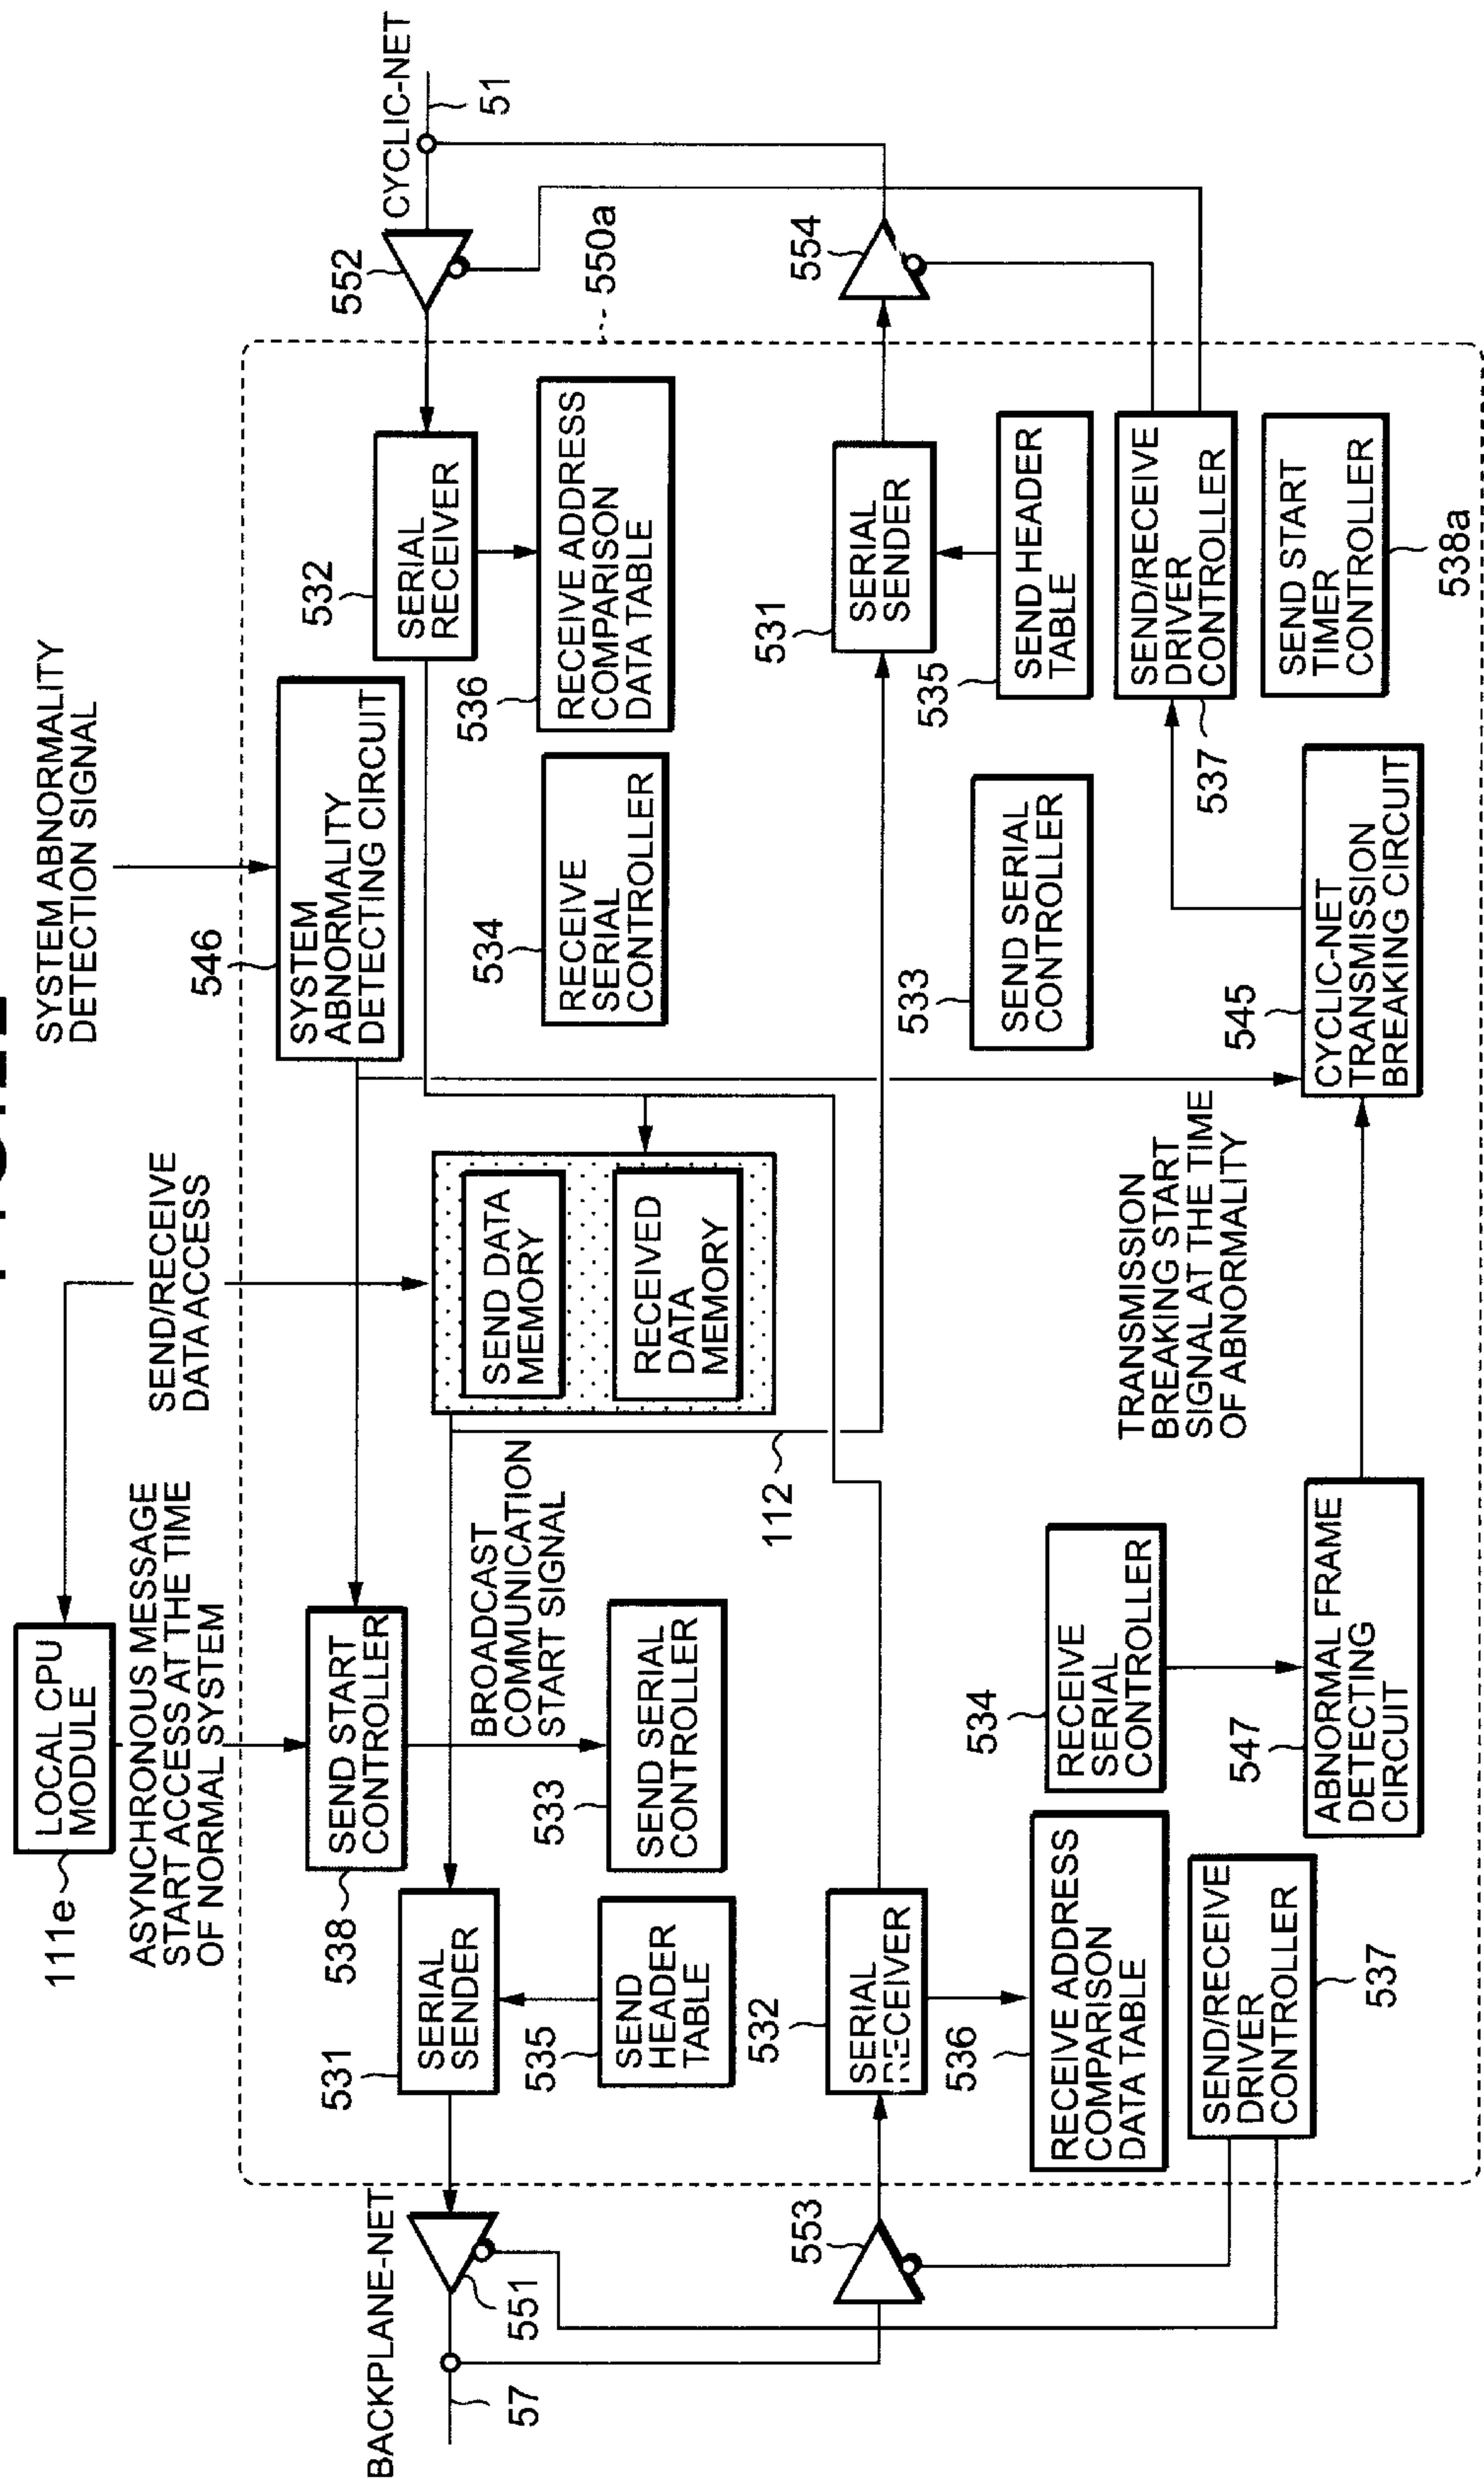 LOCAL CPU
MODULE
111e
SEND/RECEIVE
DATA ACCESS
SYSTEM ABNORMALITY
DETECTION SIGNAL
ASYNCHRONOUS MESSAGE
START ACCESS AT THE TIME
OF NORMAL SYSTEM
BACKPLANE-NET
CYCLIC-NET
57
51
551
552
550a
546
SYSTEM
ABNORMALITY
DETECTING CIRCUIT
538
SEND START
CONTROLLER
531
SERIAL
SENDER
532
SERIAL
RECEIVER
BROADCAST
COMMUNICATION
START SIGNAL
SEND DATA
MEMORY
RECEIVED
DATA
MEMORY
112
535
SEND
HEADER
TABLE
533
SEND SERIAL
CONTROLLER
534
RECEIVE
SERIAL
CONTROLLER
536
RECEIVE ADDRESS
COMPARISON
DATA TABLE
553
532
SERIAL
RECEIVER
531
SERIAL
SENDER
554
536
RECEIVE ADDRESS
COMPARISON
DATA TABLE
534
RECEIVE
SERIAL
CONTROLLER
533
SEND SERIAL
CONTROLLER
535
SEND HEADER
TABLE
537
SEND/RECEIVE
DRIVER
CONTROLLER
547
ABNORMAL FRAME
DETECTING
CIRCUIT
TRANSMISSION
BREAKING START
SIGNAL AT THE TIME
OF ABNORMALITY
545
CYCLIC-NET
TRANSMISSION
BREAKING CIRCUIT
537
SEND/RECEIVE
DRIVER
CONTROLLER
SEND START
TIMER
CONTROLLER
538a